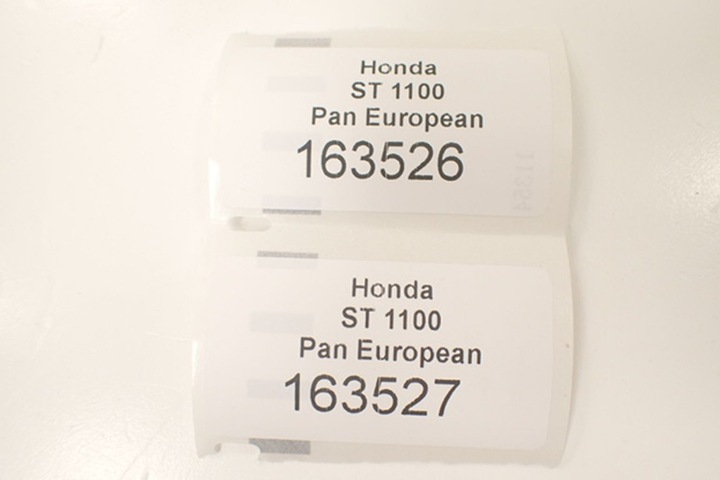 Honda
ST 1100
Pan European
163526
Honda
ST 1100
Pan European
163527